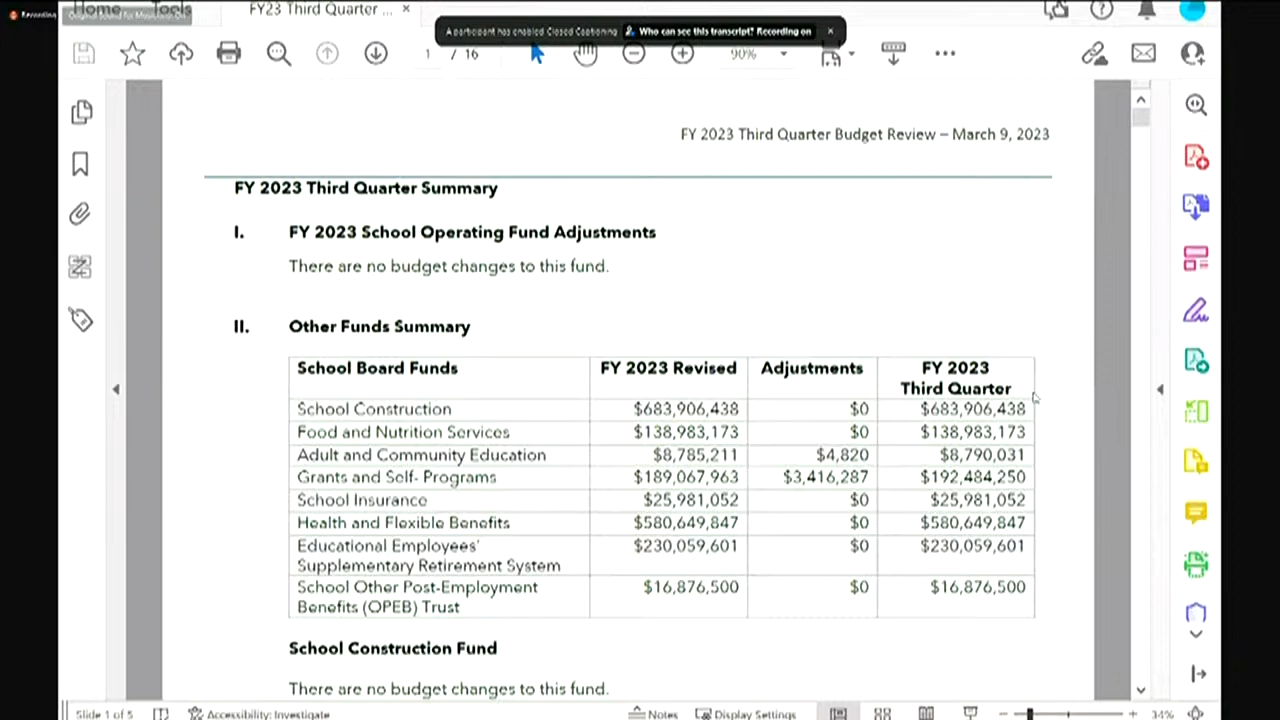 Recording
Home Tools
FY23 Third Quarter ... ×
A participant has enabled Closed Captioning Who can see this transcript? Recording on ×
1 / 16
90%
FY 2023 Third Quarter Budget Review – March 9, 2023
FY 2023 Third Quarter Summary
I. FY 2023 School Operating Fund Adjustments
There are no budget changes to this fund.
II. Other Funds Summary
School Board Funds FY 2023 Revised Adjustments FY 2023 Third Quarter
School Construction $683,906,438 $0 $683,906,438
Food and Nutrition Services $138,983,173 $0 $138,983,173
Adult and Community Education $8,785,211 $4,820 $8,790,031
Grants and Self- Programs $189,067,963 $3,416,287 $192,484,250
School Insurance $25,981,052 $0 $25,981,052
Health and Flexible Benefits $580,649,847 $0 $580,649,847
Educational Employees' Supplementary Retirement System $230,059,601 $0 $230,059,601
School Other Post-Employment Benefits (OPEB) Trust $16,876,500 $0 $16,876,500
School Construction Fund
There are no budget changes to this fund.
Slide 1 of 5 Accessibility: Investigate Notes Display Settings 34%